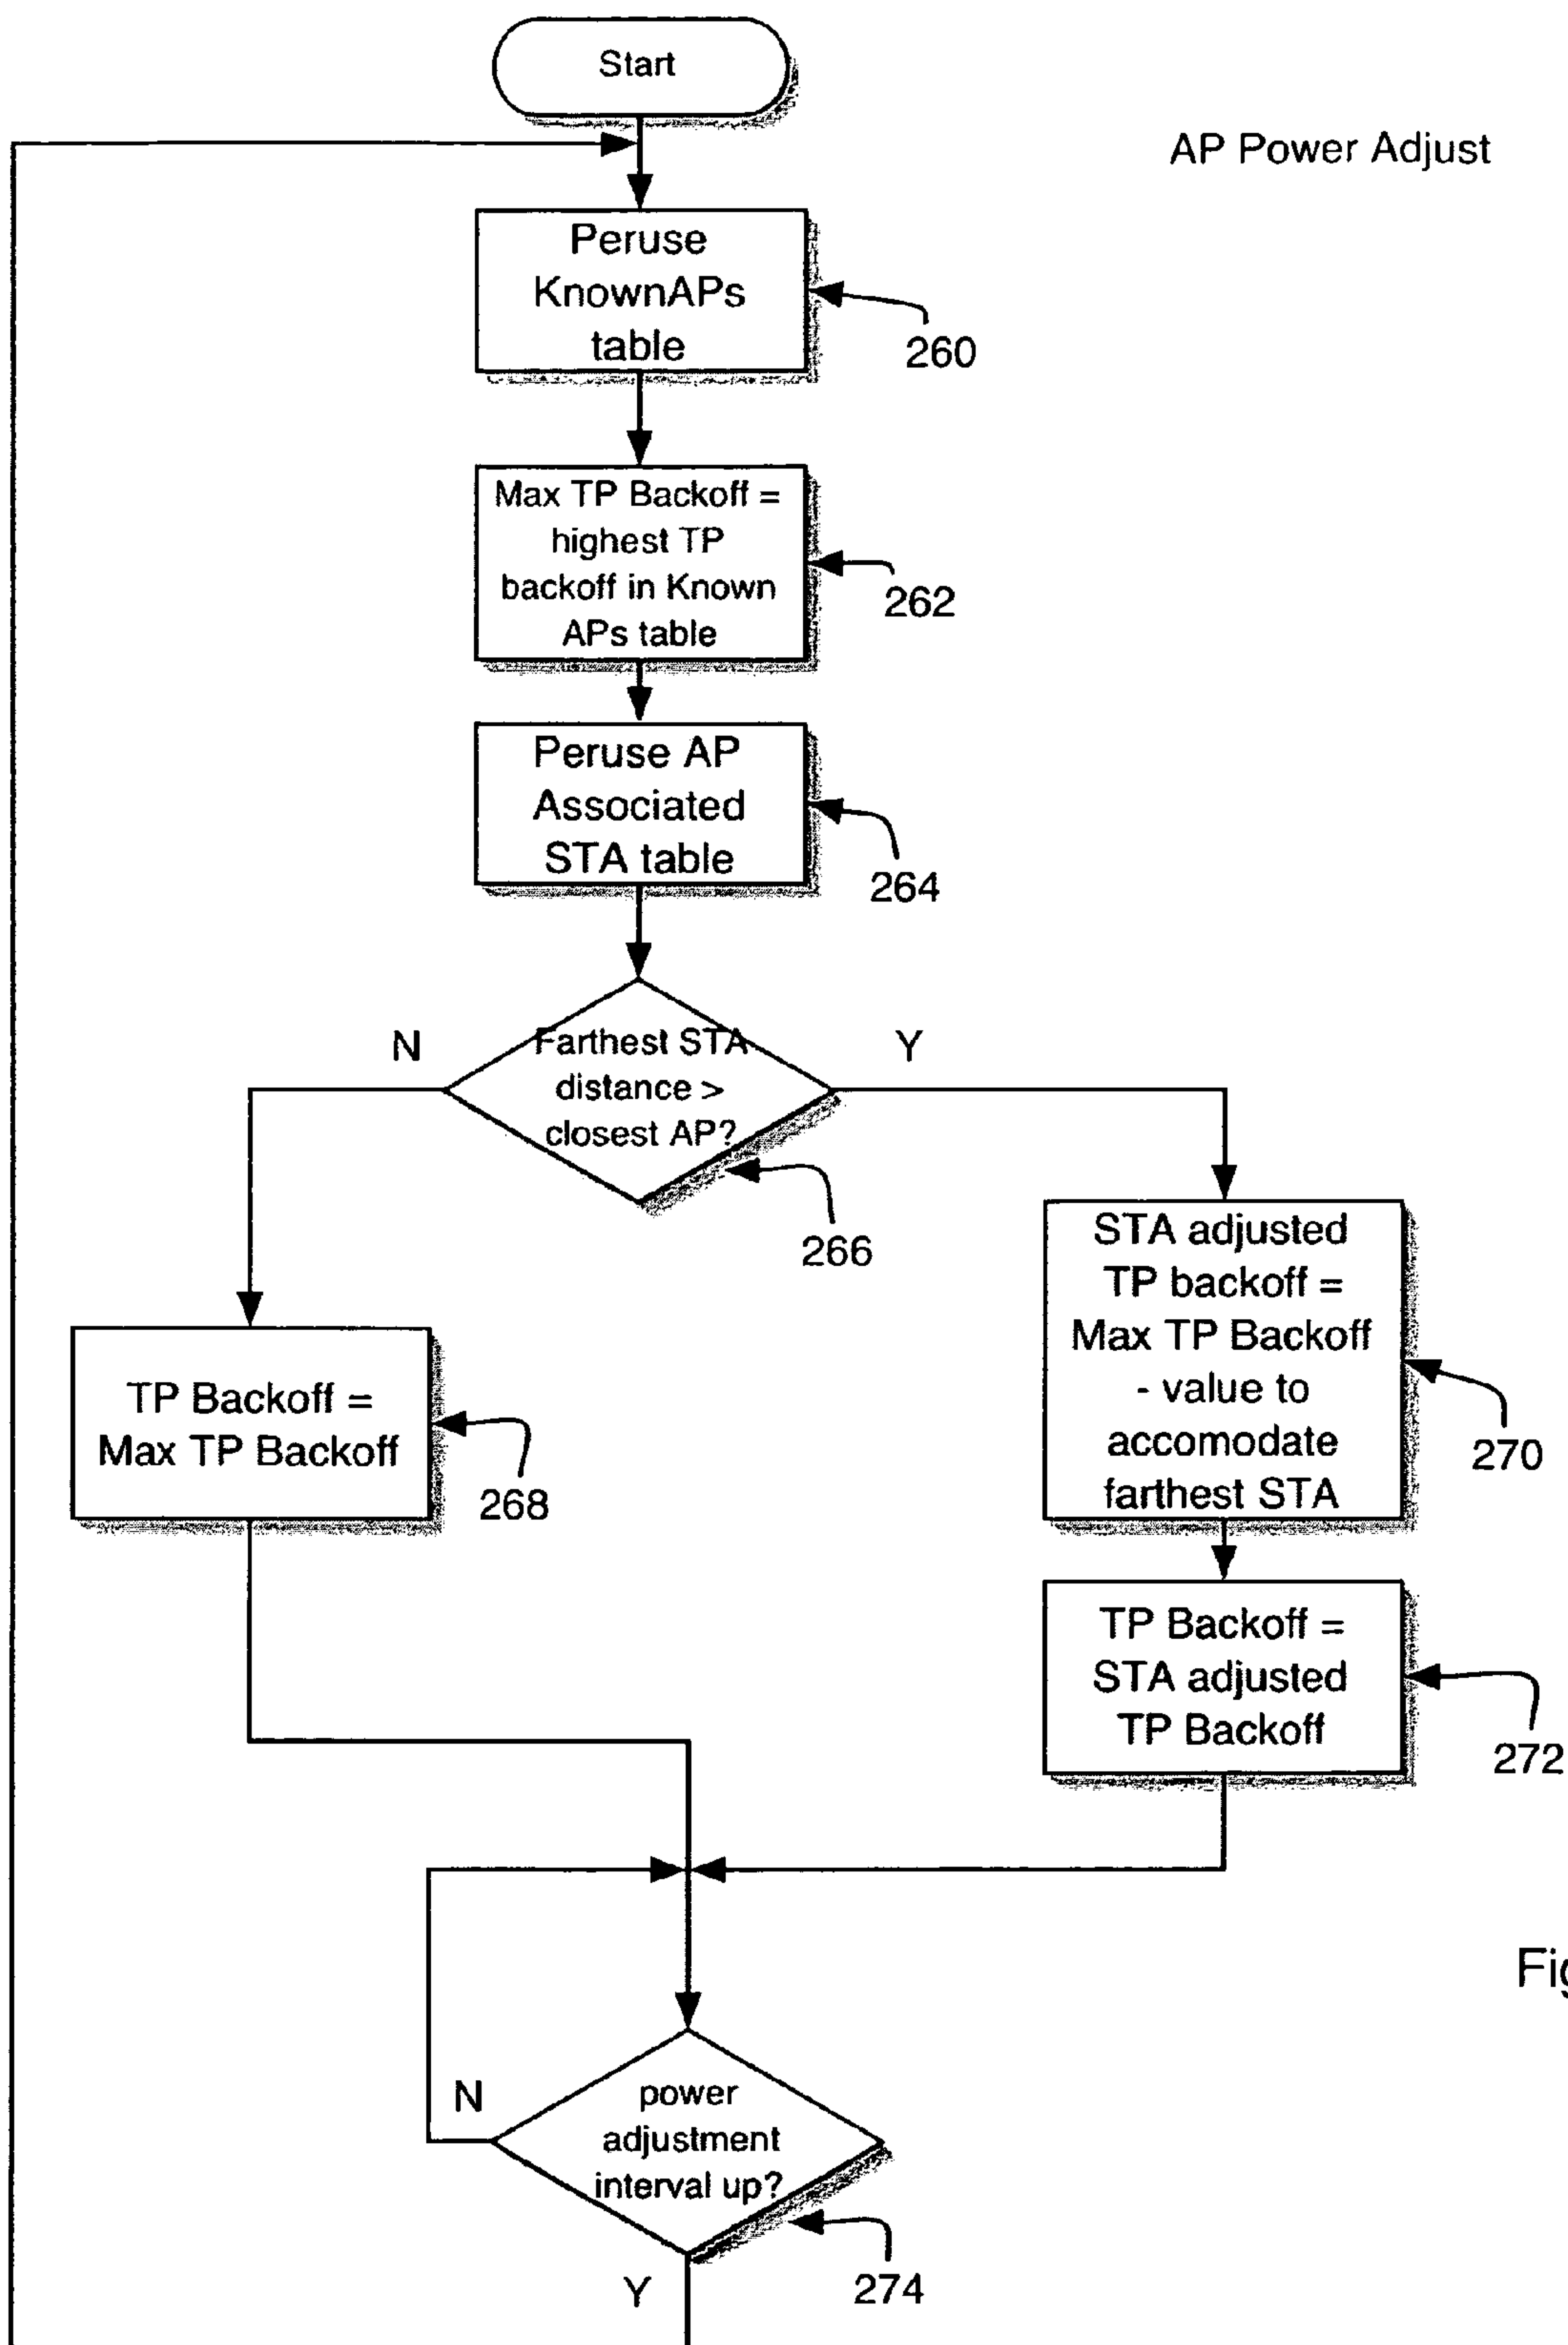 Start
AP Power Adjust
Peruse
KnownAPs
table
260
Max TP Backoff =
highest TP
backoff in Known
APs table
262
Peruse AP
Associated
STA table
264
N
Farthest STA
distance >
closest AP?
Y
266
STA adjusted
TP backoff =
Max TP Backoff
- value to
accomodate
farthest STA
270
TP Backoff =
Max TP Backoff
268
TP Backoff =
STA adjusted
TP Backoff
272
N
power
adjustment
interval up?
Y
274